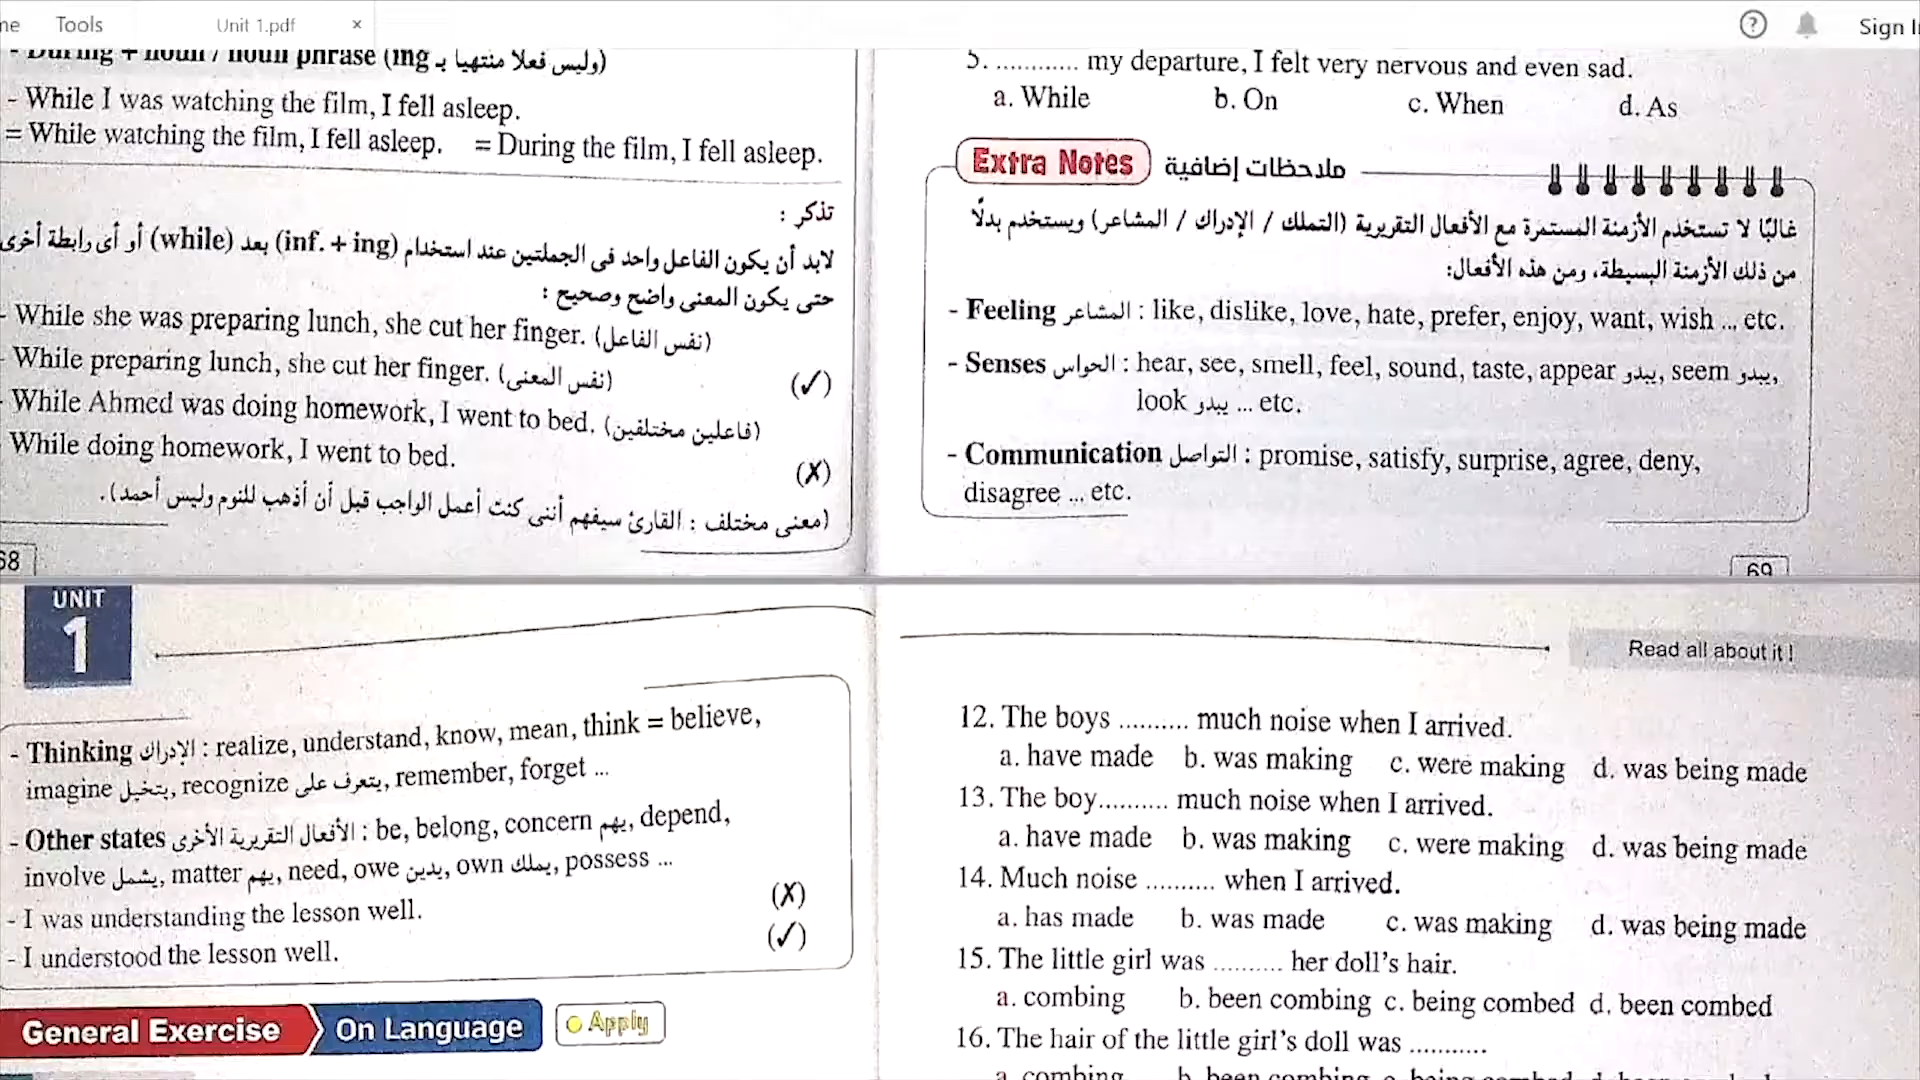 Tools
Unit 1.pdf
×
?
Sign
- During + noun / noun phrase (ing وليس فعلا منتهيا بـ)
- While I was watching the film, I fell asleep.
= While watching the film, I fell asleep. = During the film, I fell asleep.
تذكر :
لابد أن يكون الفاعل واحد فى الجملتين عند استخدام (inf. + ing) بعد (while) أو أى رابطة أخرى
حتى يكون المعنى واضح وصحيح :
- While she was preparing lunch, she cut her finger. (نفس الفاعل)
- While preparing lunch, she cut her finger. (نفس المعنى) (✓)
- While Ahmed was doing homework, I went to bed. (فاعلين مختلفين)
While doing homework, I went to bed. (X)
(معنى مختلف : القارئ سيفهم أننى كنت أعمل الواجب قبل أن أذهب للنوم وليس أحمد).
68
5. ............ my departure, I felt very nervous and even sad.
a. While b. On c. When d. As
Extra Notes ملاحظات إضافية
غالبًا لا تستخدم الأزمنة المستمرة مع الأفعال التقريرية (التملك / الإدراك / المشاعر) ويستخدم بدلًا
من ذلك الأزمنة البسيطة، ومن هذه الأفعال:
- Feeling المشاعر : like, dislike, love, hate, prefer, enjoy, want, wish ... etc.
- Senses الحواس : hear, see, smell, feel, sound, taste, appear يبدو, seem يبدو,
look يبدو ... etc.
- Communication التواصل : promise, satisfy, surprise, agree, deny,
disagree ... etc.
69
UNIT
1
- Thinking الإدراك : realize, understand, know, mean, think = believe,
imagine يتخيل, recognize يتعرف على, remember, forget ...
- Other states الأفعال التقريرية الأخرى : be, belong, concern يهم, depend,
involve يشمل, matter يهم, need, owe يدين, own يملك, possess ...
- I was understanding the lesson well. (X)
- I understood the lesson well. (✓)
General Exercise On Language Apply
Read all about it !
12. The boys .......... much noise when I arrived.
a. have made b. was making c. were making d. was being made
13. The boy.......... much noise when I arrived.
a. have made b. was making c. were making d. was being made
14. Much noise .......... when I arrived.
a. has made b. was made c. was making d. was being made
15. The little girl was .......... her doll's hair.
a. combing b. been combing c. being combed d. been combed
16. The hair of the little girl's doll was ...........
a. combing b. been combing c. being combed